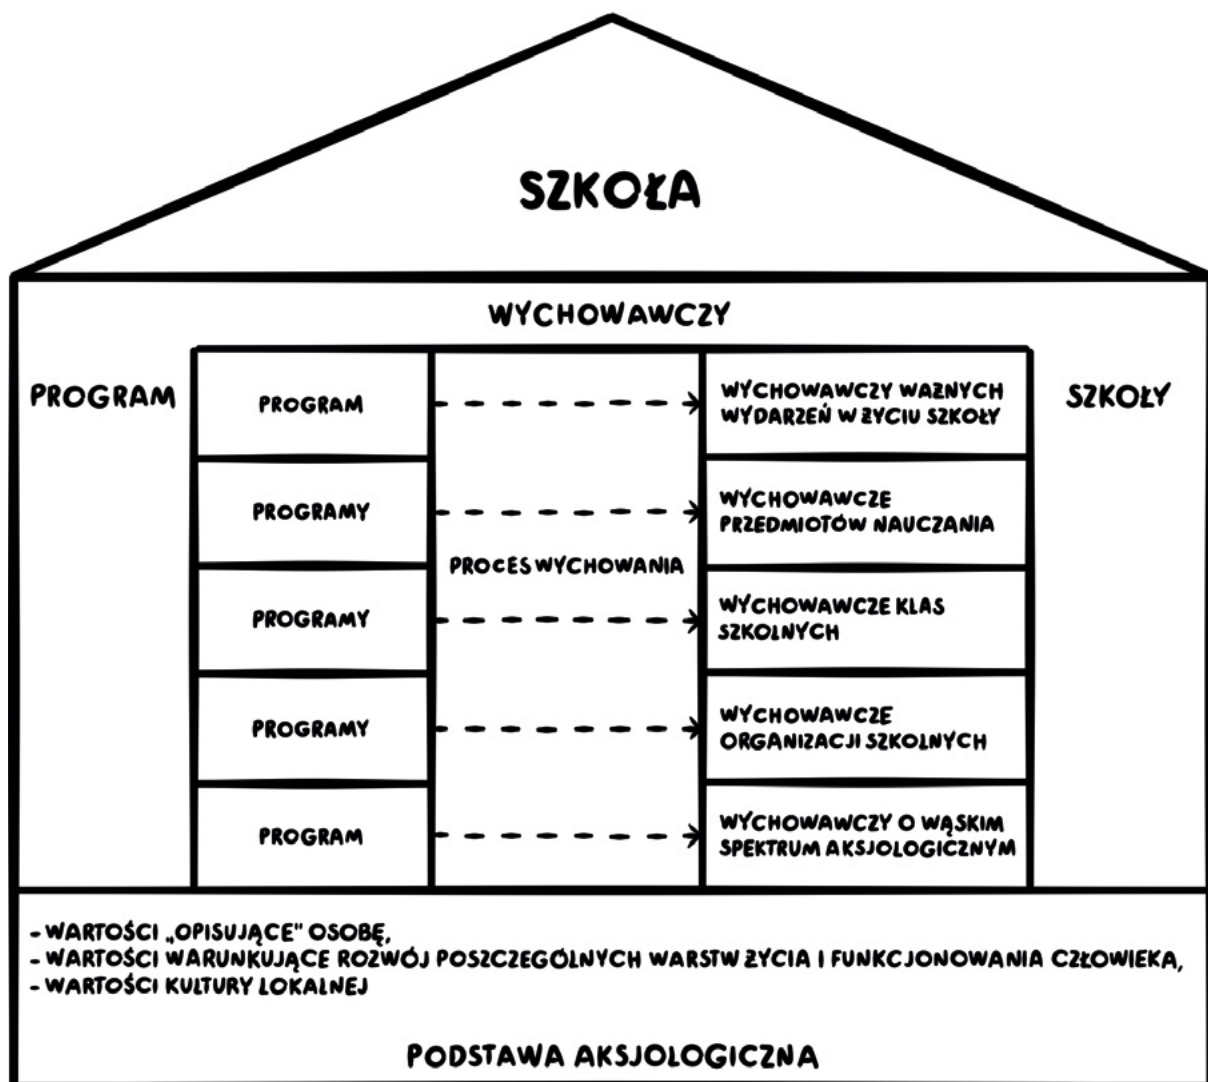 SZKOŁA
WYCHOWAWCZY
PROGRAM
SZKOŁY
PROGRAM
WYCHOWAWCZY WAŻNYCH
WYDARZEŃ W ŻYCIU SZKOŁY
PROGRAMY
WYCHOWAWCZE
PRZEDMIOTÓW NAUCZANIA
PROCES WYCHOWANIA
PROGRAMY
WYCHOWAWCZE KLAS
SZKOLNYCH
PROGRAMY
WYCHOWAWCZE
ORGANIZACJI SZKOLNYCH
PROGRAM
WYCHOWAWCZY O WĄSKIM
SPEKTRUM AKSJOLOGICZNYM
- WARTOŚCI „OPISUJĄCE" OSOBĘ,
- WARTOŚCI WARUNKUJĄCE ROZWÓJ POSZCZEGÓLNYCH WARSTW ŻYCIA I FUNKCJONOWANIA CZŁOWIEKA,
- WARTOŚCI KULTURY LOKALNEJ
PODSTAWA AKSJOLOGICZNA